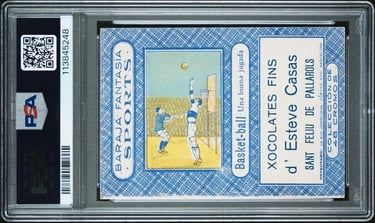 113845248
PSA
BARAJA FANTASIA
SPORTS
Basket-ball Una buena jugada
XOCOLATES FINS
d' Esteve Casas
SANT FELIU DE PALLAROLS
COLECCION DE
48 CROMOS